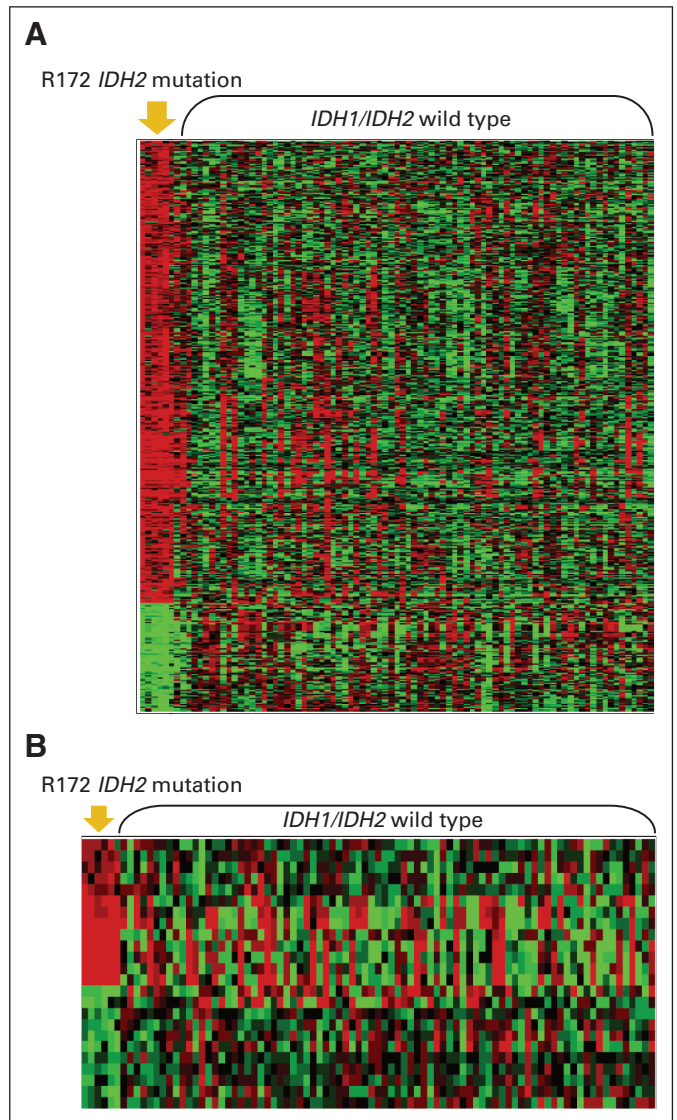 A
R172 IDH2 mutation
IDH1/IDH2 wild type
B
R172 IDH2 mutation
IDH1/IDH2 wild type